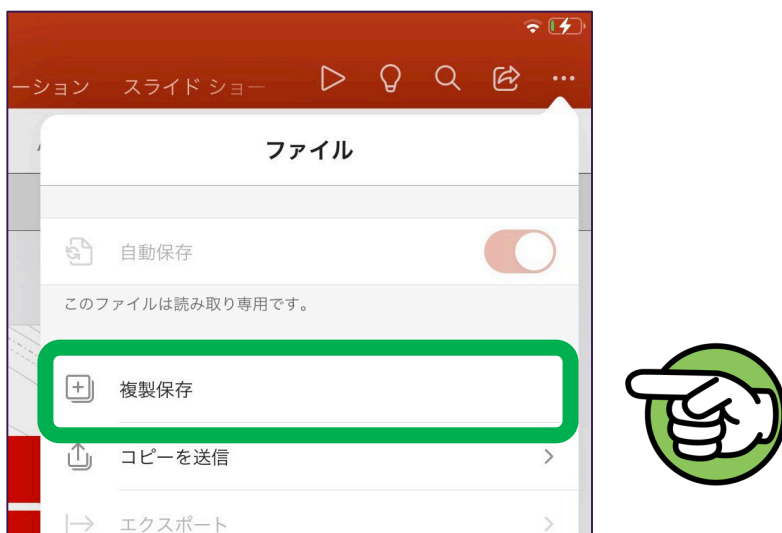 ーション スライド ショー
ファイル
自動保存
このファイルは読み取り専用です。
複製保存
コピーを送信
エクスポート